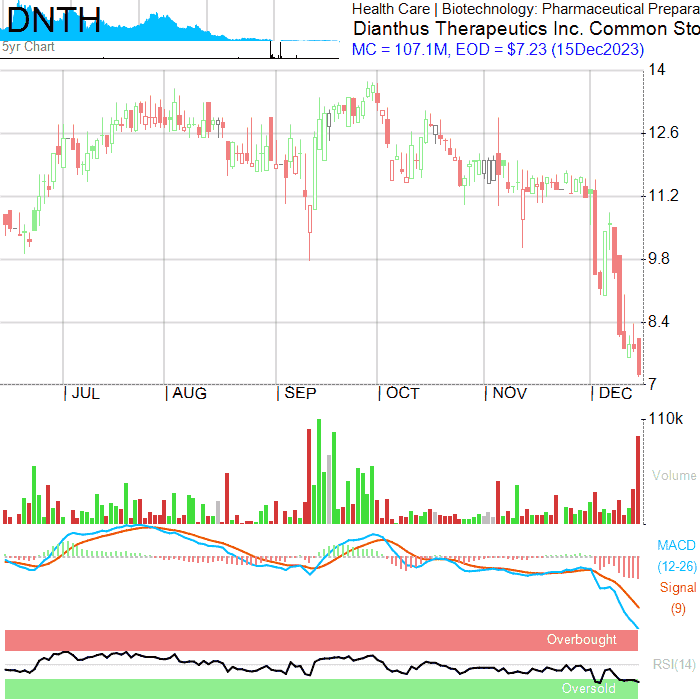 DNTH
5yr Chart
Health Care | Biotechnology: Pharmaceutical Prepara
Dianthus Therapeutics Inc. Common Sto
MC = 107.1M, EOD = $7.23 (15Dec2023)
14
12.6
11.2
9.8
8.4
7
JUL AUG SEP OCT NOV DEC
110k
Volume
MACD
(12-26)
Signal
(9)
Overbought
RSI(14)
Oversold